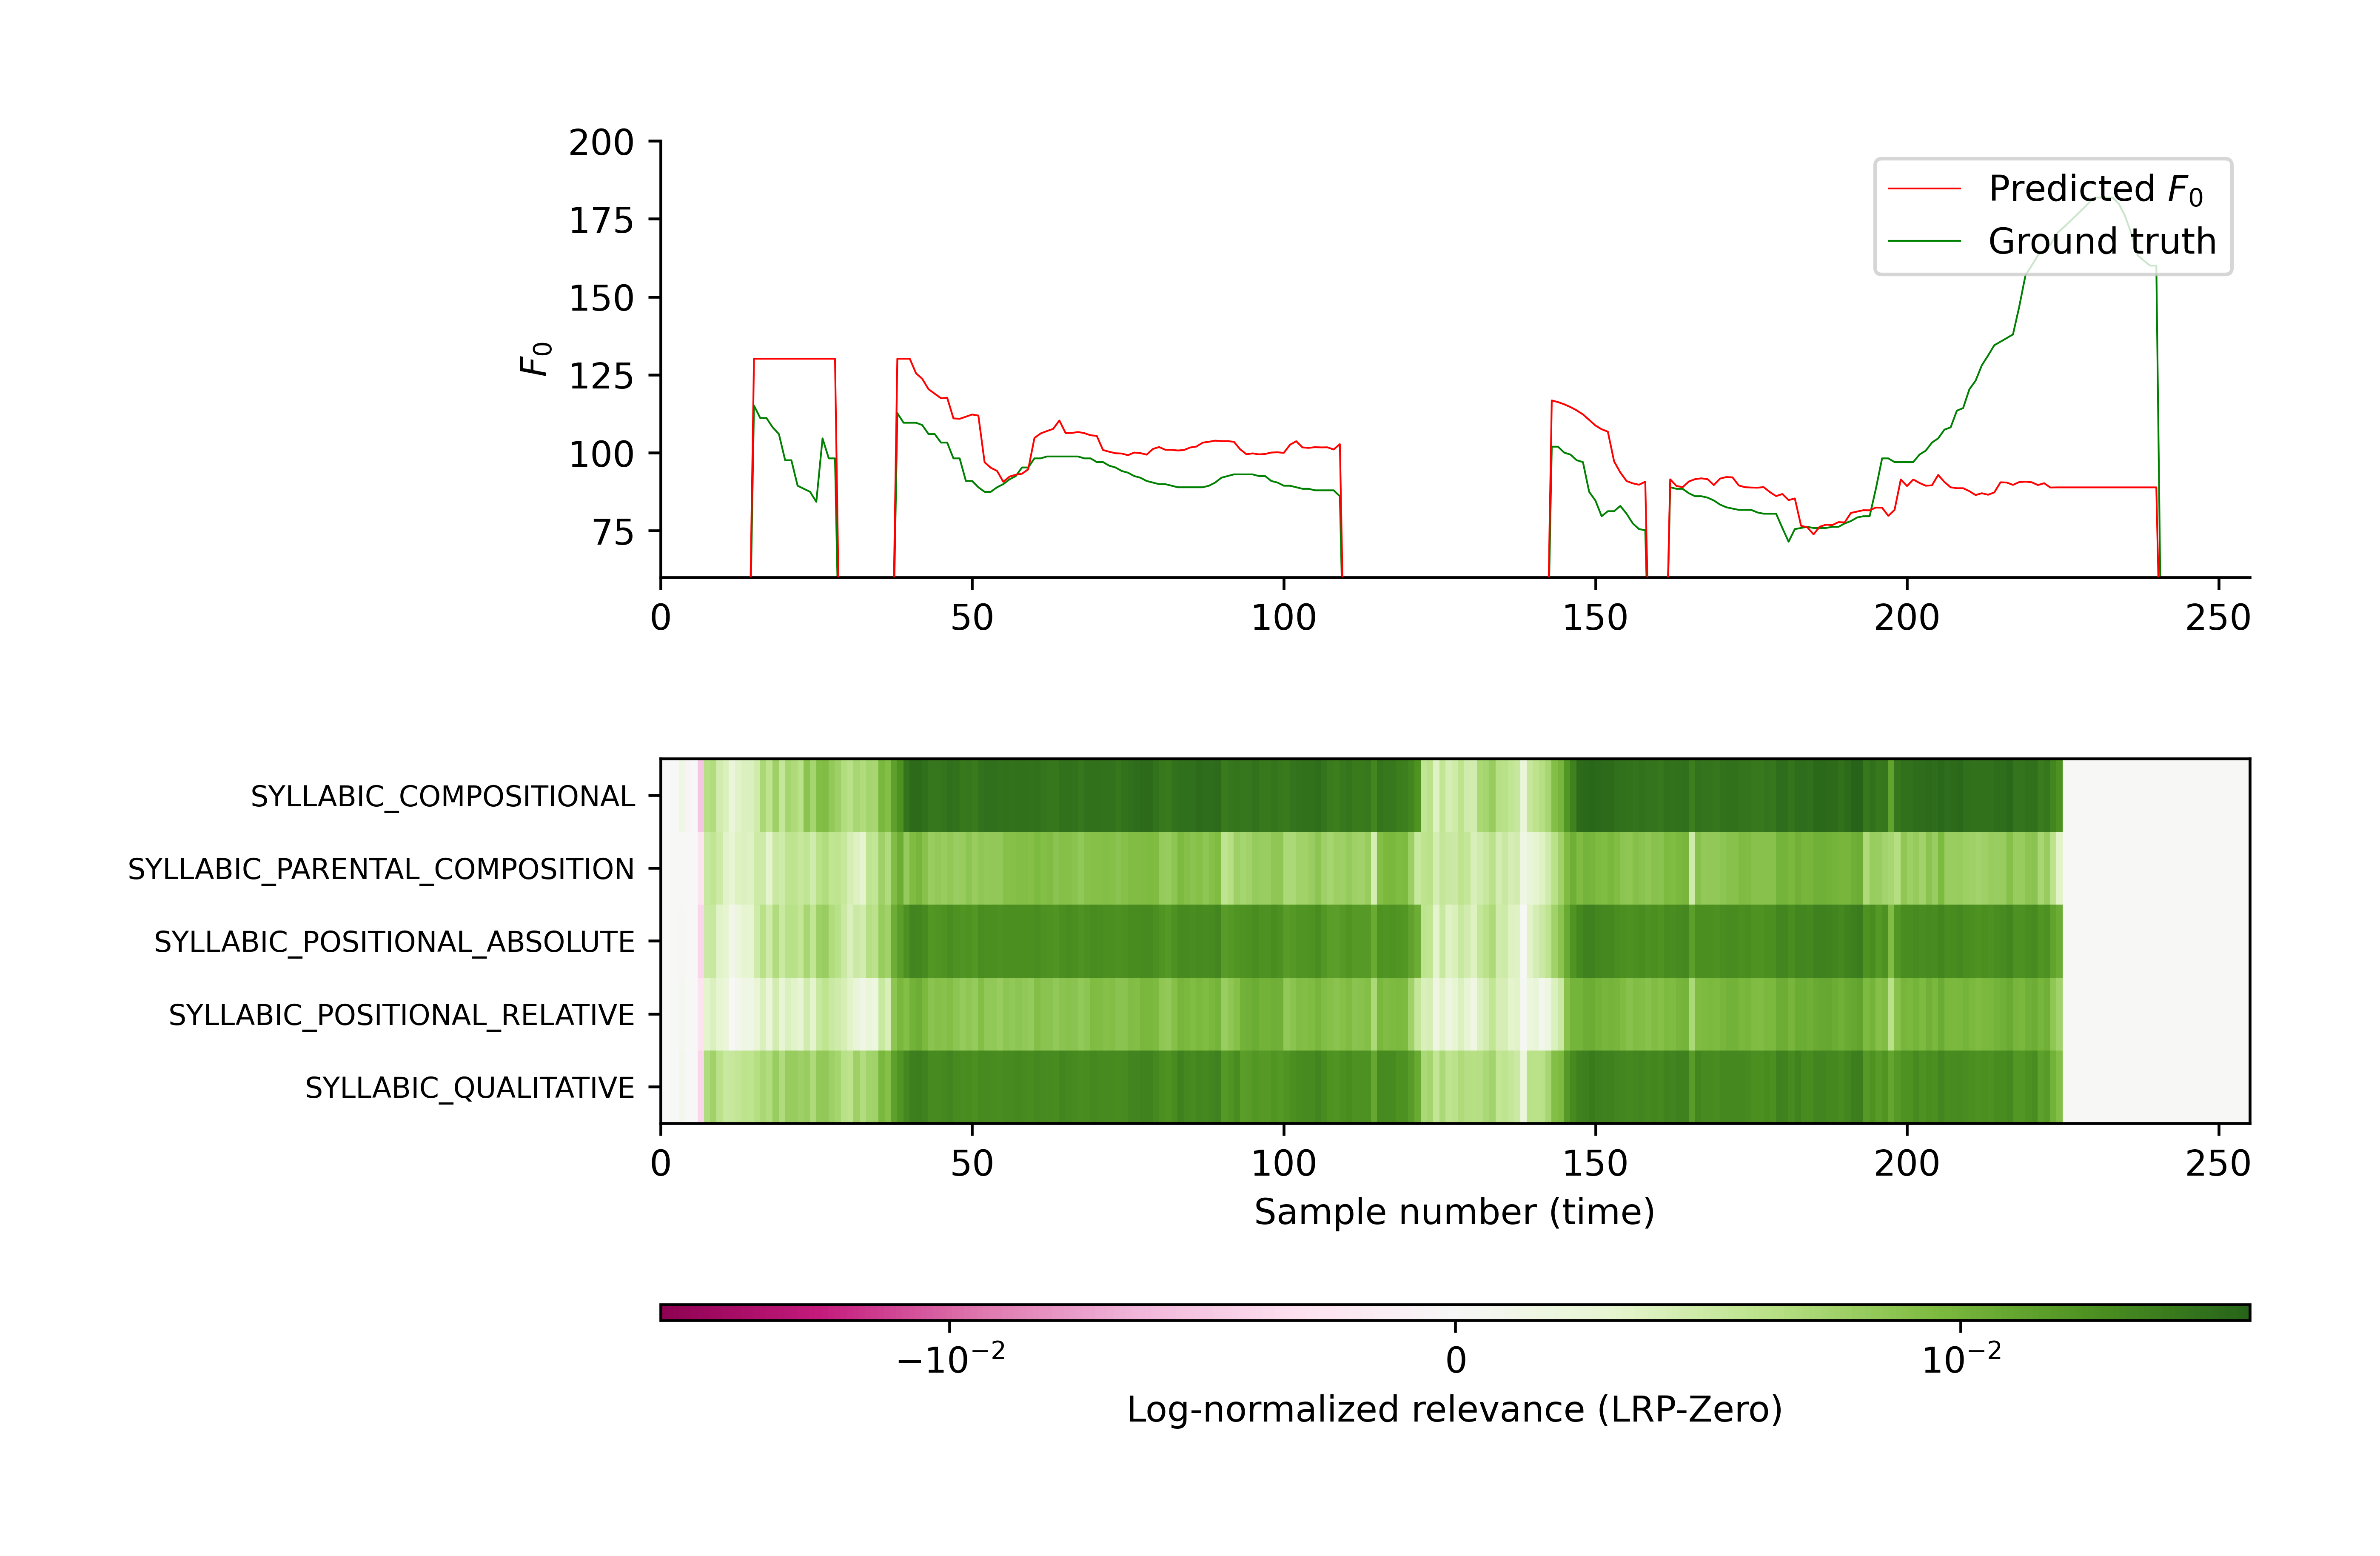 200
175
150
125
100
75
F₀
Predicted F₀
Ground truth
0 50 100 150 200 250
SYLLABIC_COMPOSITIONAL
SYLLABIC_PARENTAL_COMPOSITION
SYLLABIC_POSITIONAL_ABSOLUTE
SYLLABIC_POSITIONAL_RELATIVE
SYLLABIC_QUALITATIVE
0 50 100 150 200 250
Sample number (time)
−10⁻² 0 10⁻²
Log-normalized relevance (LRP-Zero)